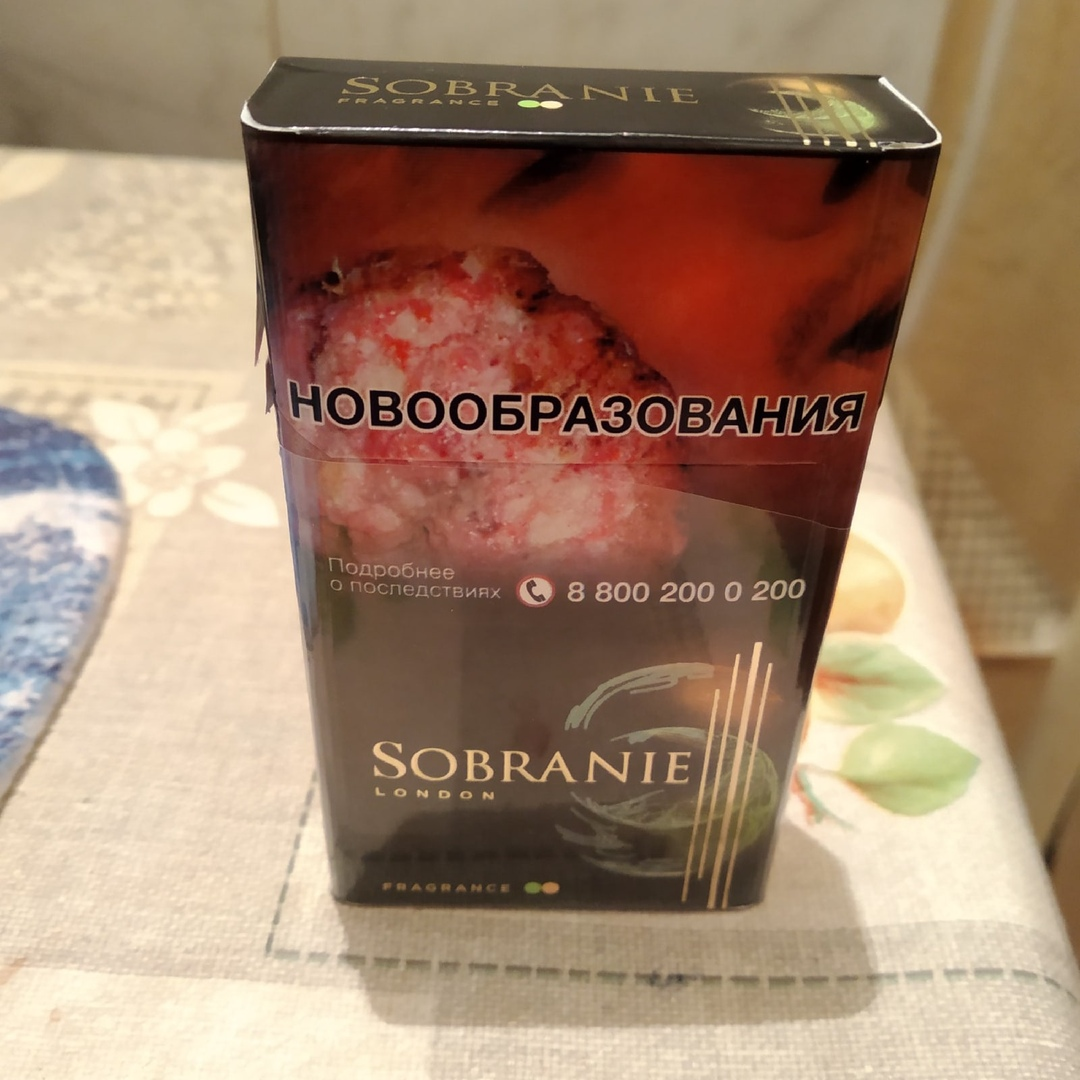 SOBRANIE
FRAGRANCE
НОВООБРАЗОВАНИЯ
Подробнее
о последствиях 8 800 200 0 200
SOBRANIE
LONDON
FRAGRANCE